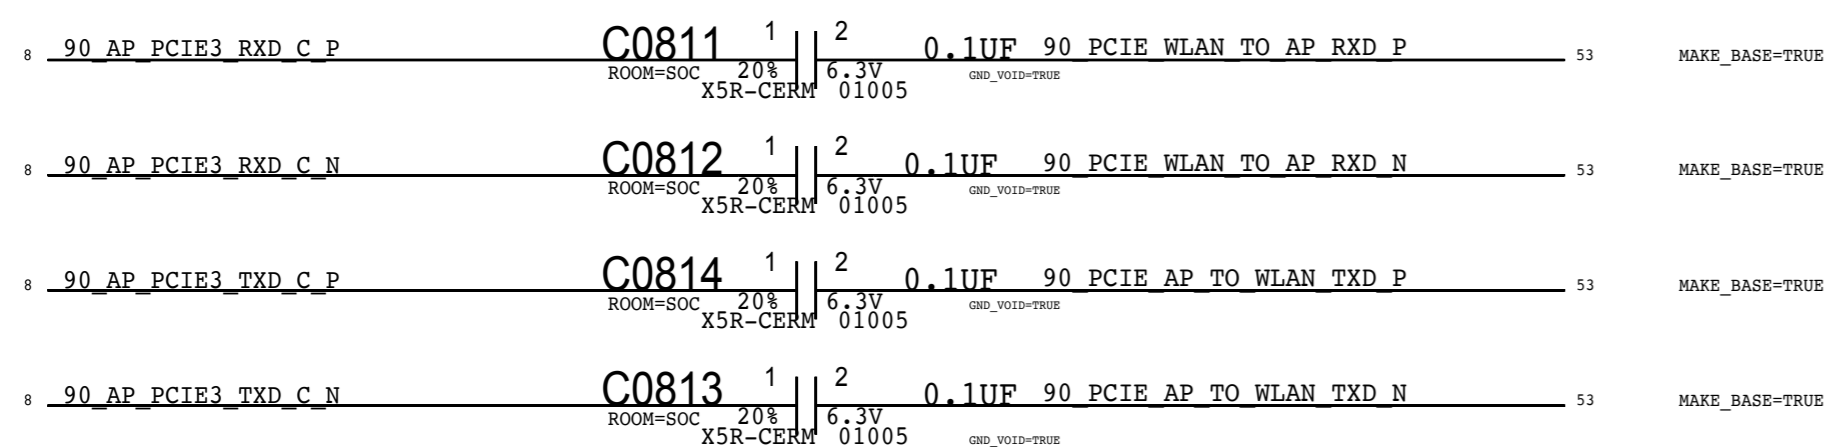 8 90_AP_PCIE3_RXD_C_P C0811 1 2 0.1UF 90_PCIE_WLAN_TO_AP_RXD_P 53 MAKE_BASE=TRUE
ROOM=SOC 20% 6.3V GND_VOID=TRUE
X5R-CERM 01005
8 90_AP_PCIE3_RXD_C_N C0812 1 2 0.1UF 90_PCIE_WLAN_TO_AP_RXD_N 53 MAKE_BASE=TRUE
ROOM=SOC 20% 6.3V GND_VOID=TRUE
X5R-CERM 01005
8 90_AP_PCIE3_TXD_C_P C0814 1 2 0.1UF 90_PCIE_AP_TO_WLAN_TXD_P 53 MAKE_BASE=TRUE
ROOM=SOC 20% 6.3V GND_VOID=TRUE
X5R-CERM 01005
8 90_AP_PCIE3_TXD_C_N C0813 1 2 0.1UF 90_PCIE_AP_TO_WLAN_TXD_N 53 MAKE_BASE=TRUE
ROOM=SOC 20% 6.3V
X5R-CERM 01005 GND_VOID=TRUE